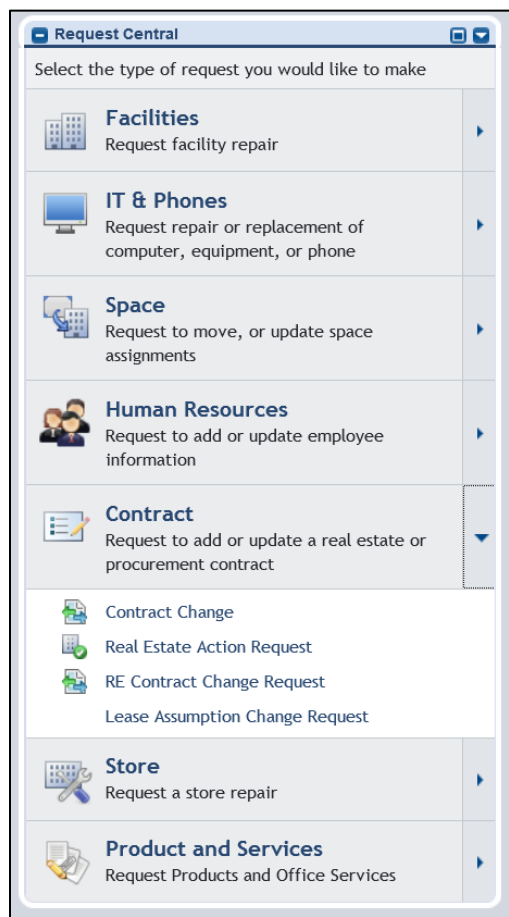 Request Central
Select the type of request you would like to make
Facilities
Request facility repair
IT & Phones
Request repair or replacement of
computer, equipment, or phone
Space
Request to move, or update space
assignments
Human Resources
Request to add or update employee
information
Contract
Request to add or update a real estate or
procurement contract
Contract Change
Real Estate Action Request
RE Contract Change Request
Lease Assumption Change Request
Store
Request a store repair
Product and Services
Request Products and Office Services